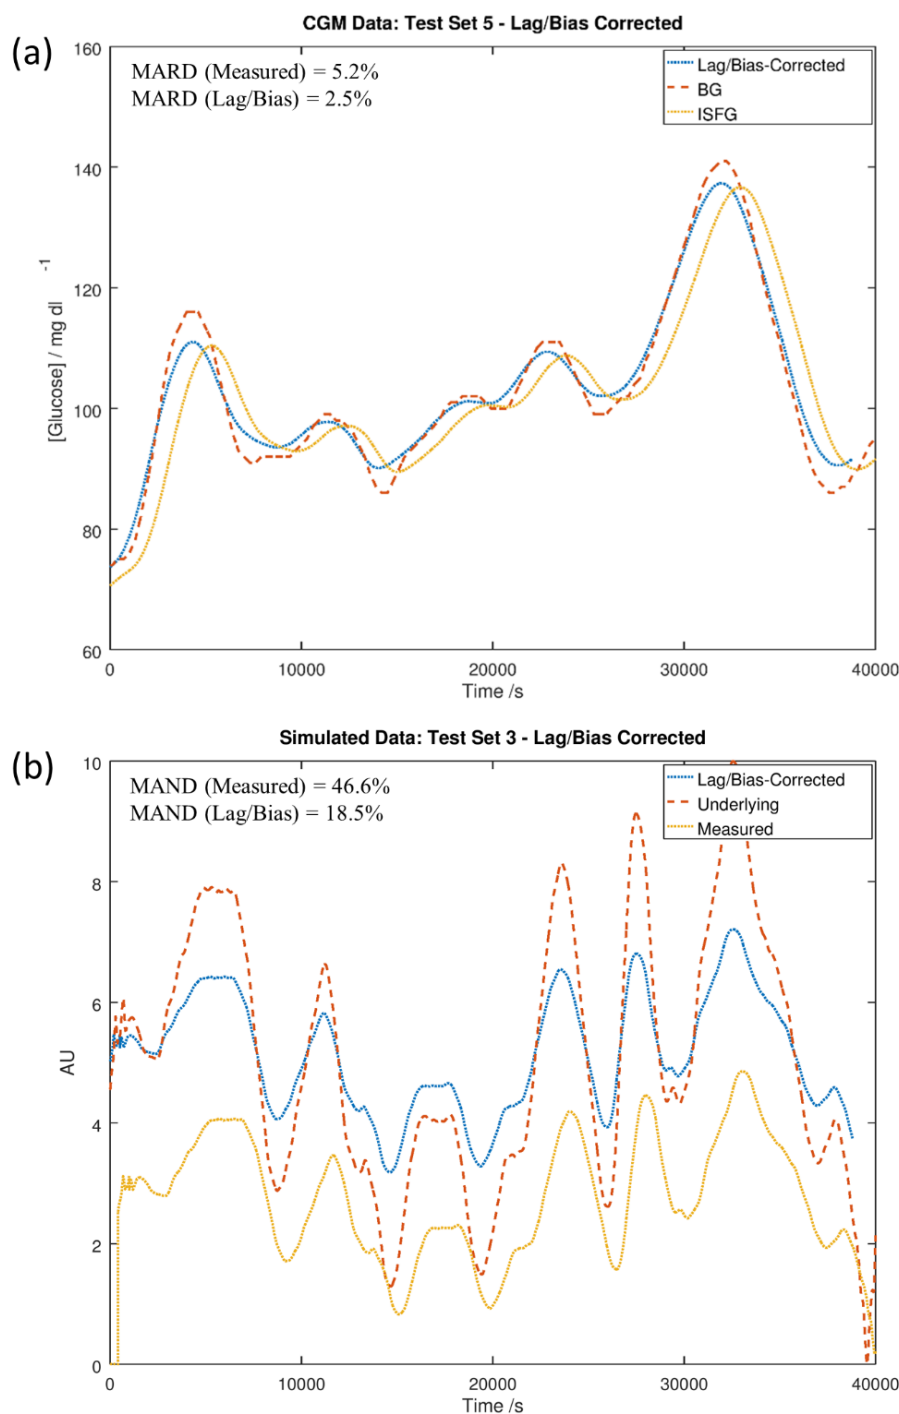 CGM Data: Test Set 5 - Lag/Bias Corrected
(a)
160
140
120
100
80
60
[Glucose] / mg dl -1
MARD (Measured) = 5.2%
MARD (Lag/Bias) = 2.5%
Lag/Bias-Corrected
BG
ISFG
0 10000 20000 30000 40000
Time /s
Simulated Data: Test Set 3 - Lag/Bias Corrected
(b)
10
8
6
4
2
0
AU
MAND (Measured) = 46.6%
MAND (Lag/Bias) = 18.5%
Lag/Bias-Corrected
Underlying
Measured
0 10000 20000 30000 40000
Time /s